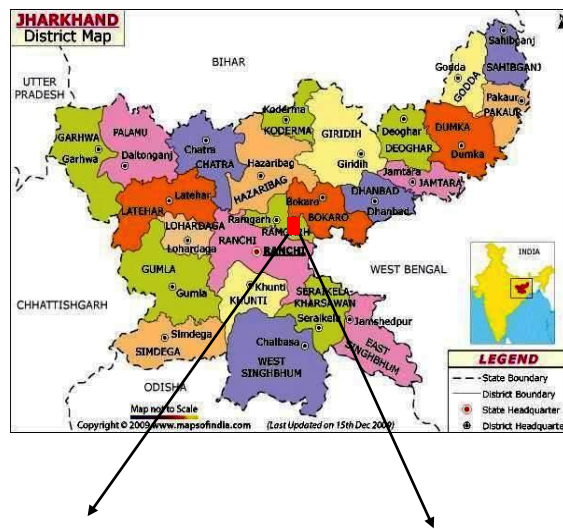 JHARKHAND
District Map
BIHAR
UTTER
PRADESH
Sahibganj
SAHIBGANJ
Godda
GODDA
Pakaur
PAKAUR
Koderma
KODERMA
GIRIDIH
Giridih
Deoghar
DEOGHAR
DUMKA
Dumka
GARHWA
Garhwa
PALAMU
Daltonganj
Chatra
CHATRA
Hazaribag
HAZARIBAG
Jamtara
JAMTARA
DHANBAD
Dhanbad
Bokaro
BOKARO
Latehar
LATEHAR
LOHARDAGA
Lohardaga
Ramgarh
RANCHI
RANCHI
WEST BENGAL
INDIA
GUMLA
Gumla
Khunti
KHUNTI
SERAIKELA
KHARSAWAN
Seraikela
Jamshedpur
CHHATTISHGARH
Simdega
SIMDEGA
Chaibasa
WEST
SINGHBHUM
EAST
SINGHBHUM
ODISHA
LEGEND
State Boundary
District Boundary
State Headquarter
District Headquarte
Map not to Scale
Copyright © 2009 www.mapsofindia.com (Last Updated on 15th Dec 2009)